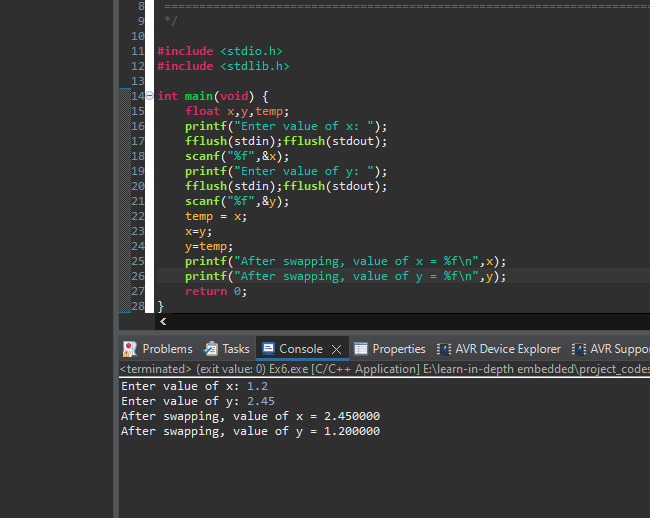 8 ========================================================================
9 */
10
11 #include <stdio.h>
12 #include <stdlib.h>
13
14 int main(void) {
15 float x,y,temp;
16 printf("Enter value of x: ");
17 fflush(stdin);fflush(stdout);
18 scanf("%f",&x);
19 printf("Enter value of y: ");
20 fflush(stdin);fflush(stdout);
21 scanf("%f",&y);
22 temp = x;
23 x=y;
24 y=temp;
25 printf("After swapping, value of x = %f\n",x);
26 printf("After swapping, value of y = %f\n",y);
27 return 0;
28 }
Problems Tasks Console Properties AVR Device Explorer AVR Suppo
<terminated> (exit value: 0) Ex6.exe [C/C++ Application] E:\learn-in-depth embedded\project_codes
Enter value of x: 1.2
Enter value of y: 2.45
After swapping, value of x = 2.450000
After swapping, value of y = 1.200000